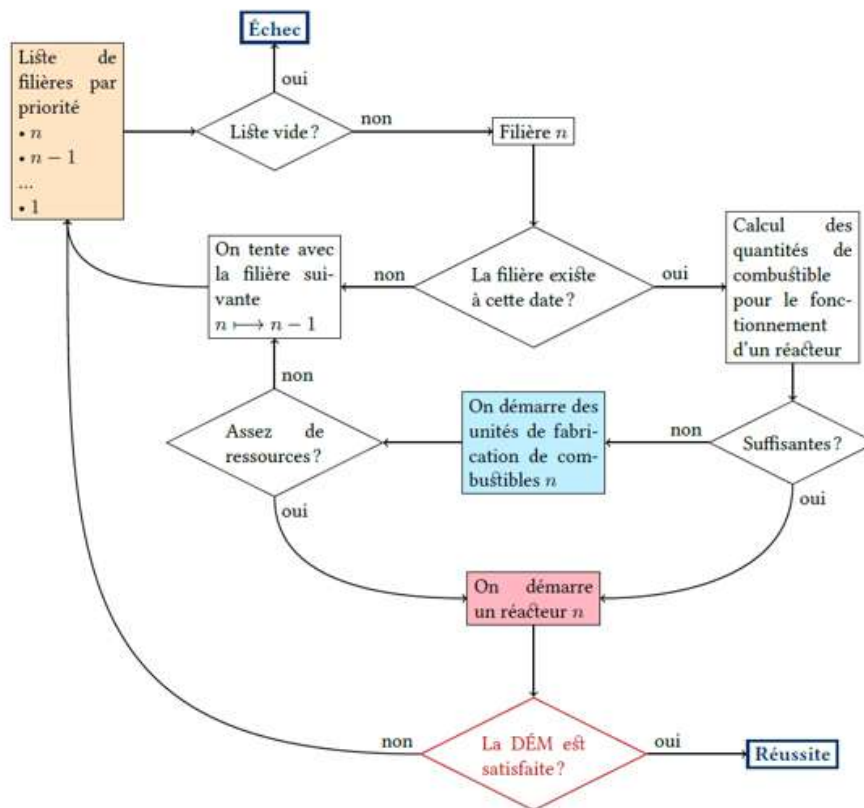 Échec
Liste de
filières par
priorité
• n
• n − 1
...
• 1
oui
Liste vide ?
non
Filière n
On tente avec
la filière sui-
vante
n ⟼ n − 1
non
La filière existe
à cette date ?
oui
Calcul des
quantités de
combustible
pour le fonc-
tionnement
d'un réacteur
non
Assez de
ressources ?
On démarre des
unités de fabri-
cation de com-
bustibles n
non
Suffisantes ?
oui
oui
On démarre
un réacteur n
non
La DÉM est
satisfaite ?
oui
Réussite